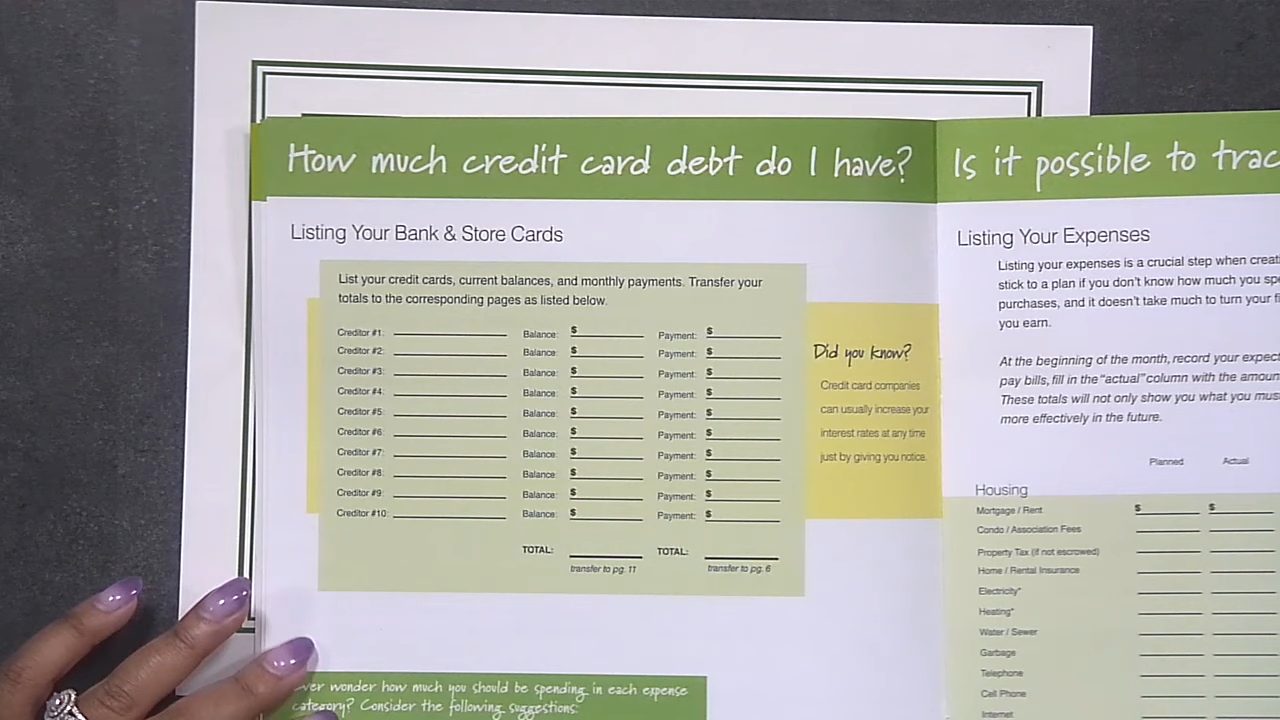 How much credit card debt do I have?
Listing Your Bank & Store Cards
List your credit cards, current balances, and monthly payments. Transfer your
totals to the corresponding pages as listed below.
Creditor #1: Balance: $ Payment: $
Creditor #2: Balance: $ Payment: $
Creditor #3: Balance: $ Payment: $
Creditor #4: Balance: $ Payment: $
Creditor #5: Balance: $ Payment: $
Creditor #6: Balance: $ Payment: $
Creditor #7: Balance: $ Payment: $
Creditor #8: Balance: $ Payment: $
Creditor #9: Balance: $ Payment: $
Creditor #10: Balance: $ Payment: $
TOTAL: TOTAL:
transfer to pg. 11 transfer to pg. 6
Did you know?
Credit card companies
can usually increase your
interest rates at any time
just by giving you notice.
ever wonder how much you should be spending in each expense
category? Consider the following suggestions:
Is it possible to trac
Listing Your Expenses
Listing your expenses is a crucial step when creati
stick to a plan if you don't know how much you spe
purchases, and it doesn't take much to turn your fi
you earn.
At the beginning of the month, record your expec
pay bills, fill in the "actual" column with the amoun
These totals will not only show you what you mus
more effectively in the future.
Planned Actual
Housing
Mortgage / Rent $ $
Condo / Association Fees
Property Tax (if not escrowed)
Home / Rental Insurance
Electricity*
Heating*
Water / Sewer
Garbage
Telephone
Cell Phone
Internet